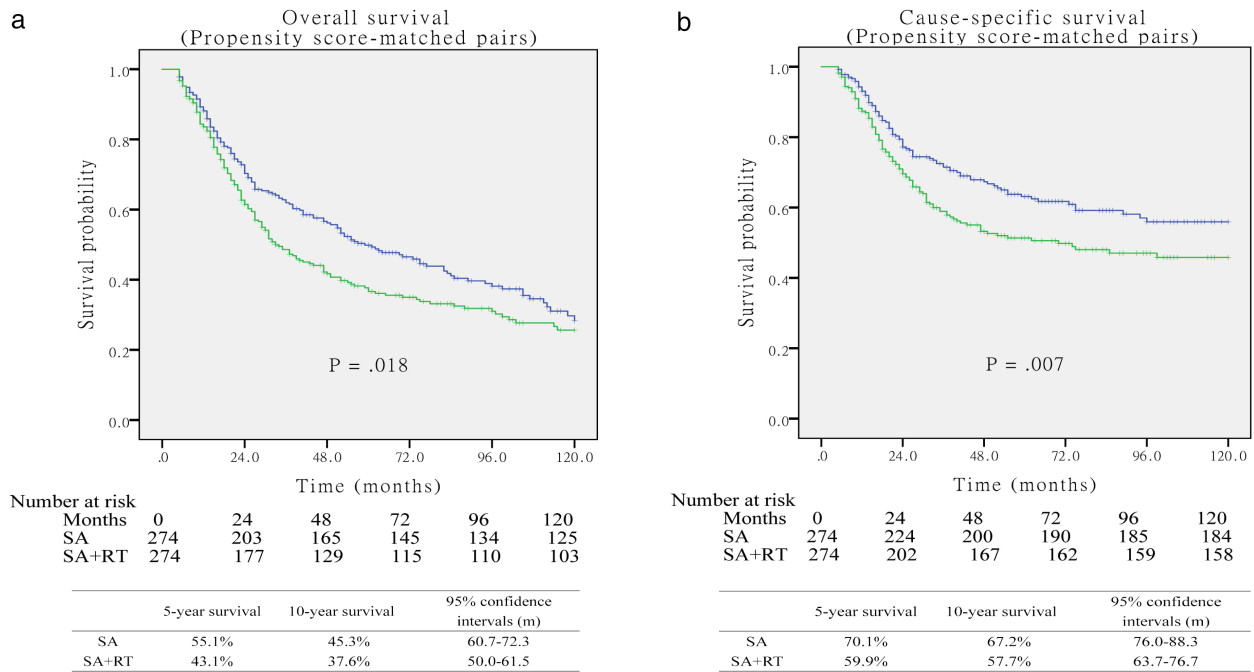 a
Overall survival
(Propensity score-matched pairs)
Survival probability
1.0
0.8
0.6
0.4
0.2
0.0
P = .018
.0 24.0 48.0 72.0 96.0 120.0
Time (months)
Number at risk
Months 0 24 48 72 96 120
SA 274 203 165 145 134 125
SA+RT 274 177 129 115 110 103
5-year survival 10-year survival 95% confidence
intervals (m)
SA 55.1% 45.3% 60.7-72.3
SA+RT 43.1% 37.6% 50.0-61.5
b
Cause-specific survival
(Propensity score-matched pairs)
Survival probability
1.0
0.8
0.6
0.4
0.2
0.0
P = .007
.0 24.0 48.0 72.0 96.0 120.0
Time (months)
Number at risk
Months 0 24 48 72 96 120
SA 274 224 200 190 185 184
SA+RT 274 202 167 162 159 158
5-year survival 10-year survival 95% confidence
intervals (m)
SA 70.1% 67.2% 76.0-88.3
SA+RT 59.9% 57.7% 63.7-76.7